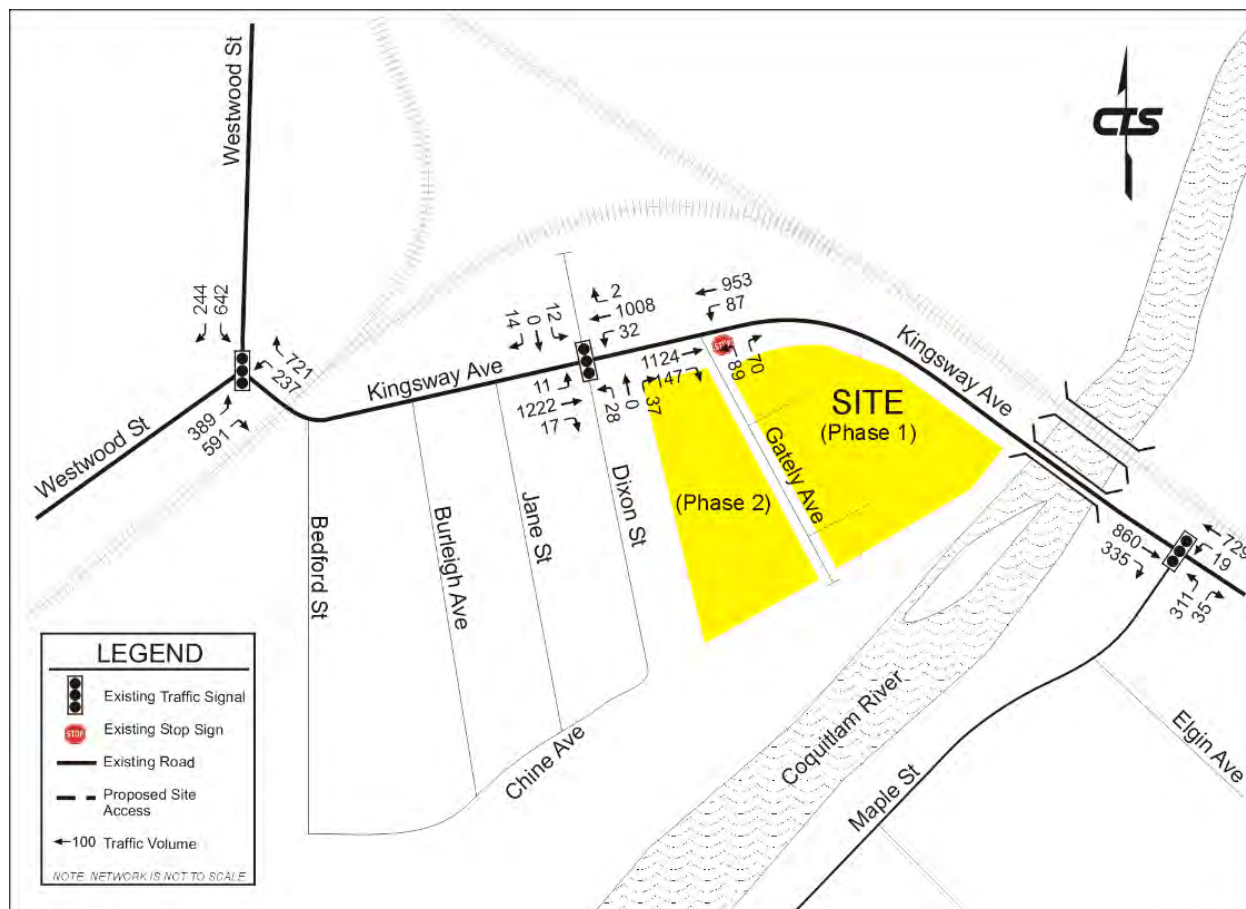 Westwood St
CTS
244
642
721
237
389
591
Westwood St
Kingsway Ave
14
0
12
2
1008
32
11
1222
17
28
0
37
953
87
1124
147
STOP
89
70
Kingsway Ave
SITE
(Phase 1)
(Phase 2)
Gately Ave
Bedford St
Burleigh Ave
Jane St
Dixon St
Chine Ave
860
335
729
19
311
35
Coquitlam River
Maple St
Elgin Ave
LEGEND
Existing Traffic Signal
STOP
Existing Stop Sign
Existing Road
Proposed Site
Access
100 Traffic Volume
NOTE: NETWORK IS NOT TO SCALE